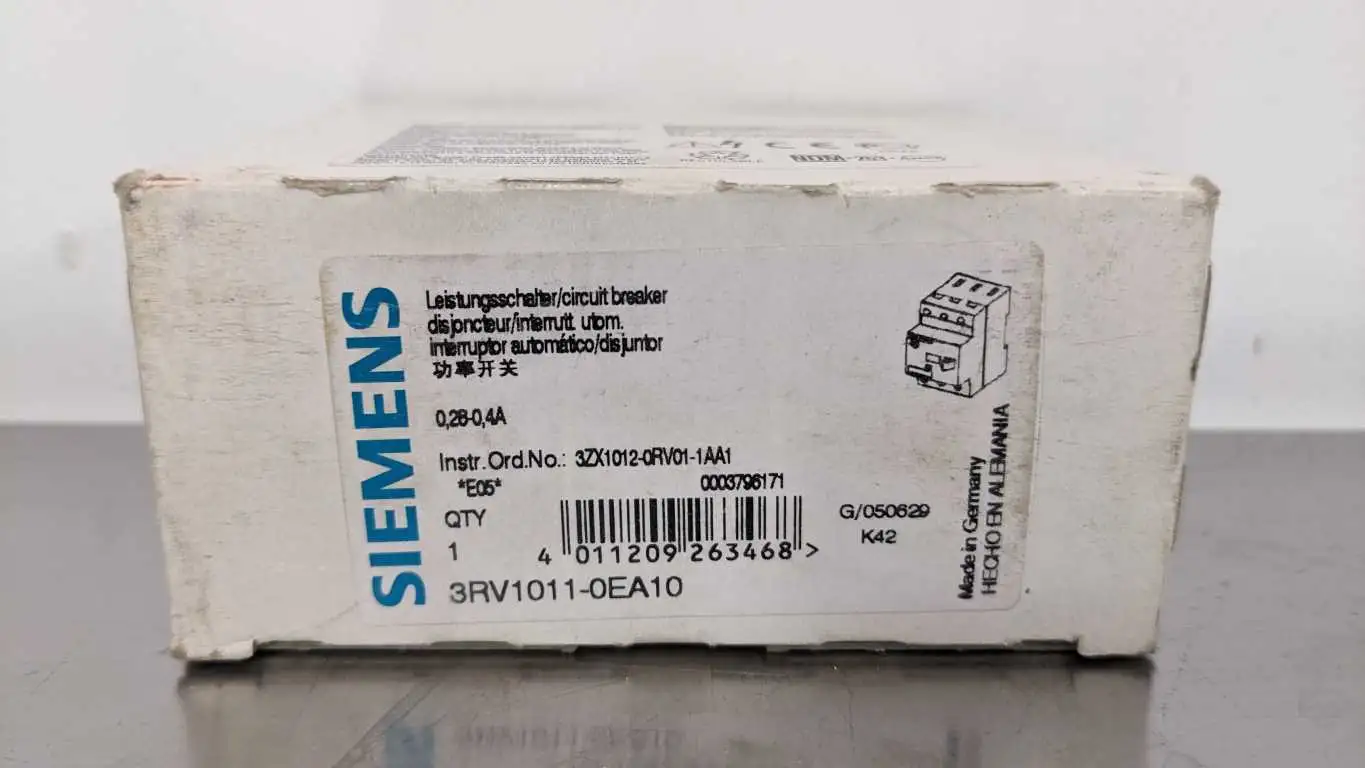 SIEMENS
Leistungsschalter/circuit breaker
disjoncteur/interrutt. utom.
interruptor automático/disjuntor
功率开关
0,28-0,4A
Instr.Ord.No.: 3ZX1012-0RV01-1AA1
*E05*
0003796171
QTY
1
4 011209 263468 >
G/050629
K42
3RV1011-0EA10
Made in Germany
HECHO EN ALEMANIA